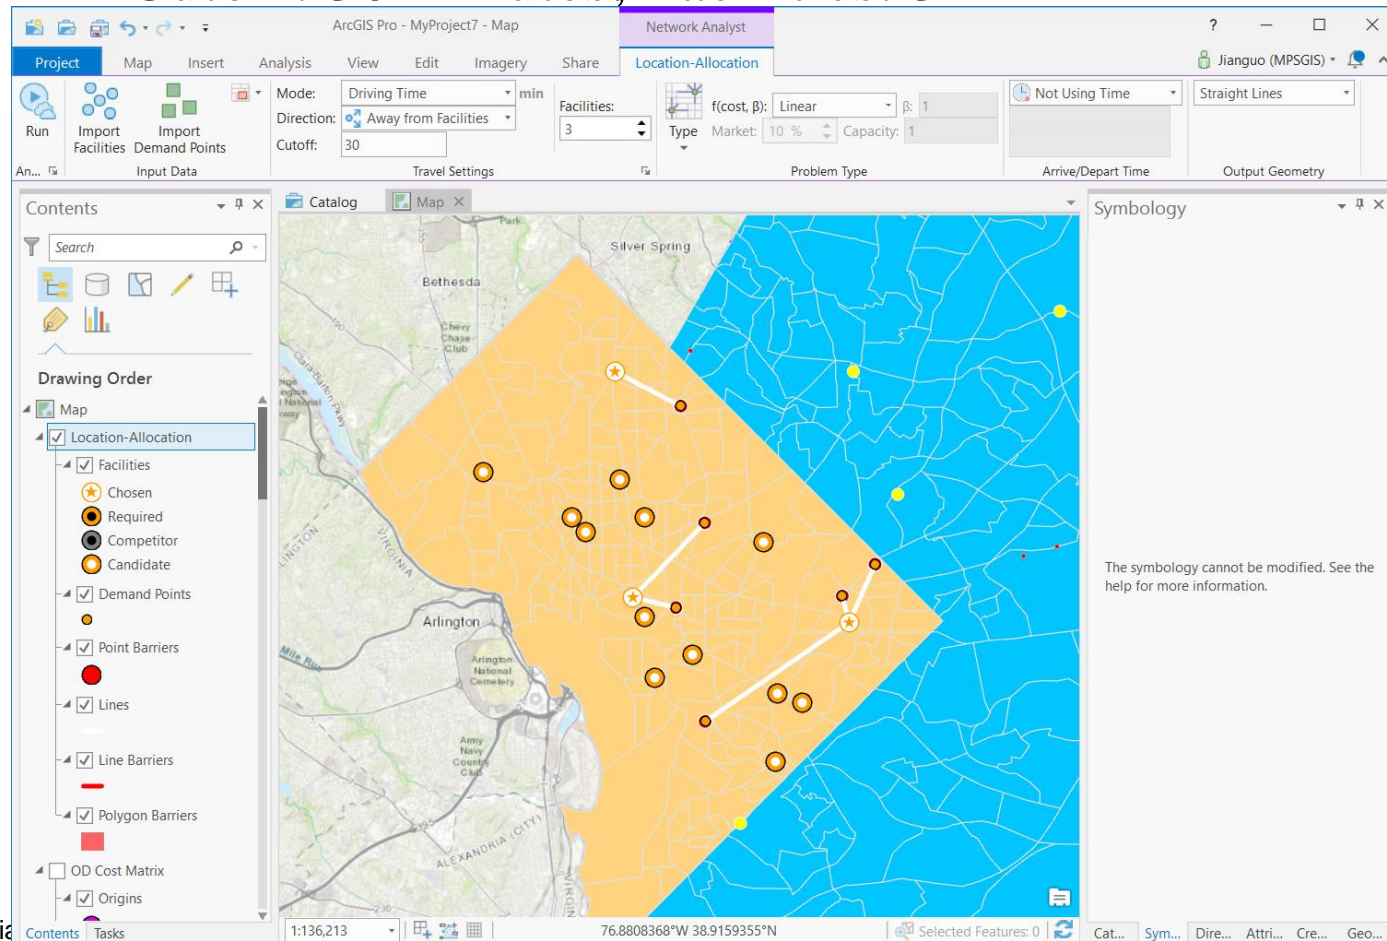 ArcGIS Pro - MyProject7 - Map
Network Analyst
?
Project Map Insert Analysis View Edit Imagery Share Location-Allocation
Jianguo (MPSGIS)
Run
Import Facilities
Import Demand Points
Mode: Driving Time min
Direction: Away from Facilities
Cutoff: 30
Facilities:
3
Type
f(cost, β): Linear β: 1
Market: 10 % Capacity: 1
Not Using Time
Straight Lines
An...
Input Data
Travel Settings
Problem Type
Arrive/Depart Time
Output Geometry
Contents
Search
Drawing Order
Map
Location-Allocation
Facilities
Chosen
Required
Competitor
Candidate
Demand Points
Point Barriers
Lines
Line Barriers
Polygon Barriers
OD Cost Matrix
Origins
Contents Tasks
Catalog
Map
Park
Silver Spring
Bethesda
Chevy
Chase
Club
Clara Barton Pkwy
VIRGINIA
Arlington
Arlington
National
Cemetery
Army
Navy
Country
Club
ALEXANDRIA (CITY)
395
1:136,213
76.8808368°W 38.9159355°N
Selected Features: 0
Symbology
The symbology cannot be modified. See the
help for more information.
Cat... Sym... Dire... Attri... Cre... Geo...